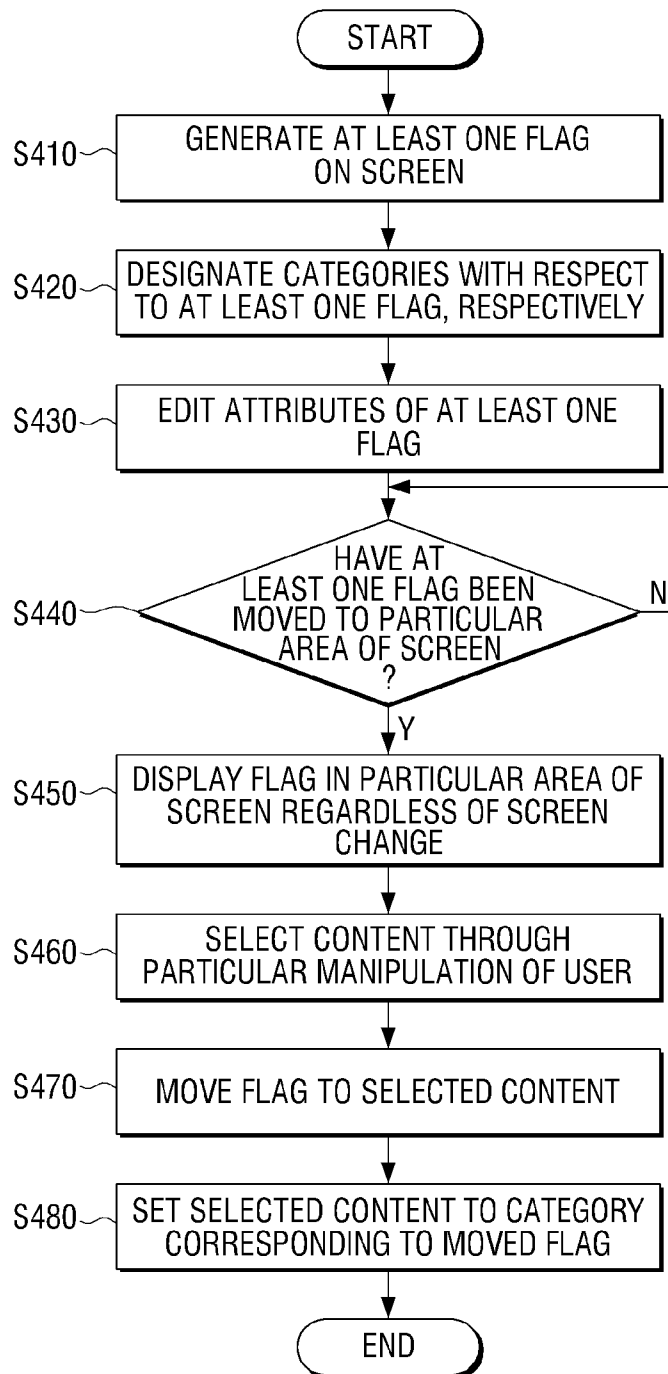 START
S410
GENERATE AT LEAST ONE FLAG
ON SCREEN
S420
DESIGNATE CATEGORIES WITH RESPECT
TO AT LEAST ONE FLAG, RESPECTIVELY
S430
EDIT ATTRIBUTES OF AT LEAST ONE
FLAG
S440
HAVE AT
LEAST ONE FLAG BEEN
MOVED TO PARTICULAR
AREA OF SCREEN
?
N
Y
S450
DISPLAY FLAG IN PARTICULAR AREA OF
SCREEN REGARDLESS OF SCREEN
CHANGE
S460
SELECT CONTENT THROUGH
PARTICULAR MANIPULATION OF USER
S470
MOVE FLAG TO SELECTED CONTENT
S480
SET SELECTED CONTENT TO CATEGORY
CORRESPONDING TO MOVED FLAG
END